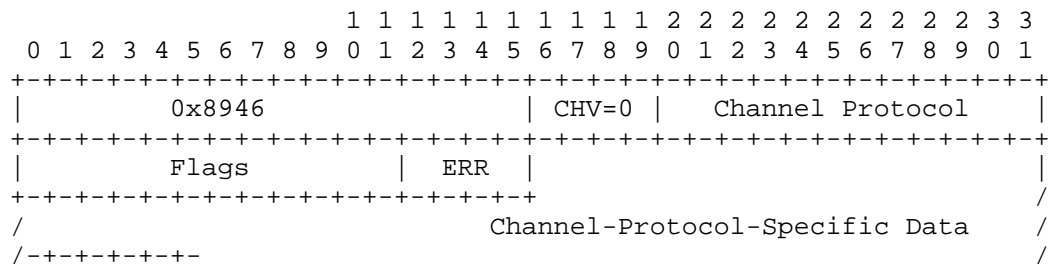 1 1 1 1 1 1 1 1 1 1 2 2 2 2 2 2 2 2 2 2 3 3
 0 1 2 3 4 5 6 7 8 9 0 1 2 3 4 5 6 7 8 9 0 1 2 3 4 5 6 7 8 9 0 1
+-+-+-+-+-+-+-+-+-+-+-+-+-+-+-+-+-+-+-+-+-+-+-+-+-+-+-+-+-+-+-+-+
|          0x8946               | CHV=0 |   Channel Protocol    |
+-+-+-+-+-+-+-+-+-+-+-+-+-+-+-+-+-+-+-+-+-+-+-+-+-+-+-+-+-+-+-+-+
|         Flags         |  ERR  |                               |
+-+-+-+-+-+-+-+-+-+-+-+-+-+-+-+-+                               /
/                             Channel-Protocol-Specific Data    /
/-+-+-+-+-+-                                                    /